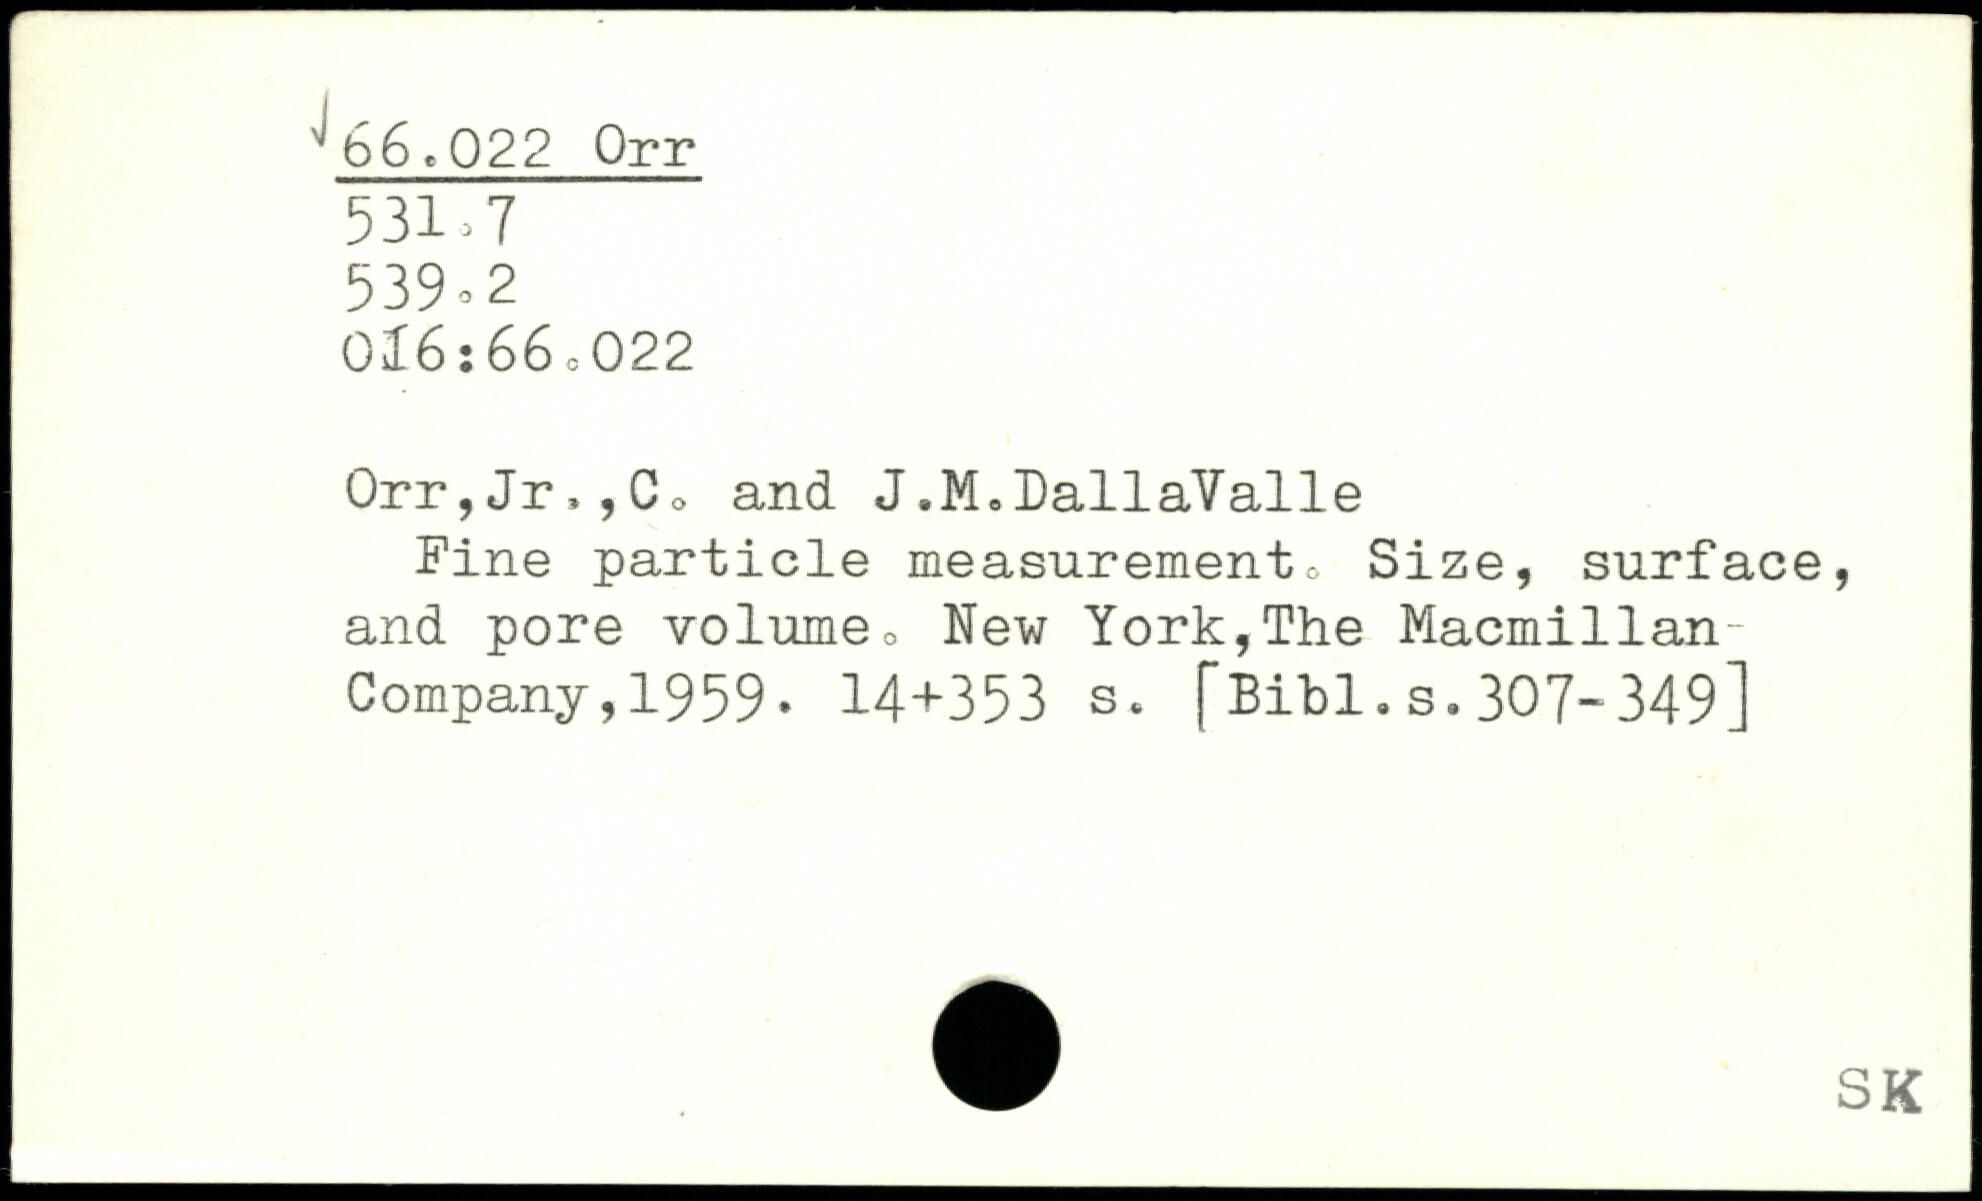 66.022 Orr
531.7
539.2
016:66.022
Orr,Jr.,C. and J.M.DallaValle
Fine particle measurement. Size, surface,
and pore volume. New York,The Macmillan-
Company,1959. 14+353 s. [Bibl.s.307-349]
SK